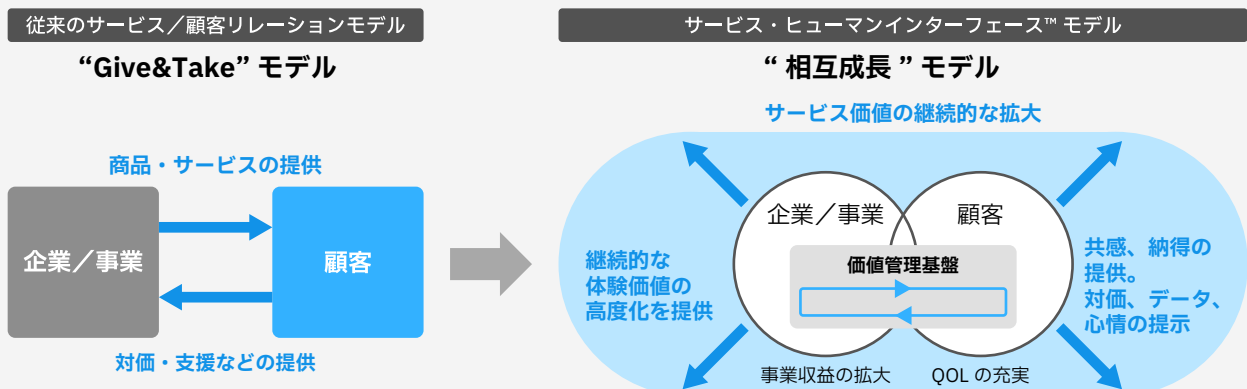 従来のサービス／顧客リレーションモデル
“Give&Take” モデル
商品・サービスの提供
企業／事業
顧客
対価・支援などの提供
サービス・ヒューマンインターフェース™ モデル
“ 相互成長 ” モデル
サービス価値の継続的な拡大
企業／事業
顧客
価値管理基盤
継続的な
体験価値の
高度化を提供
共感、納得の
提供。
対価、データ、
心情の提示
事業収益の拡大
QOL の充実